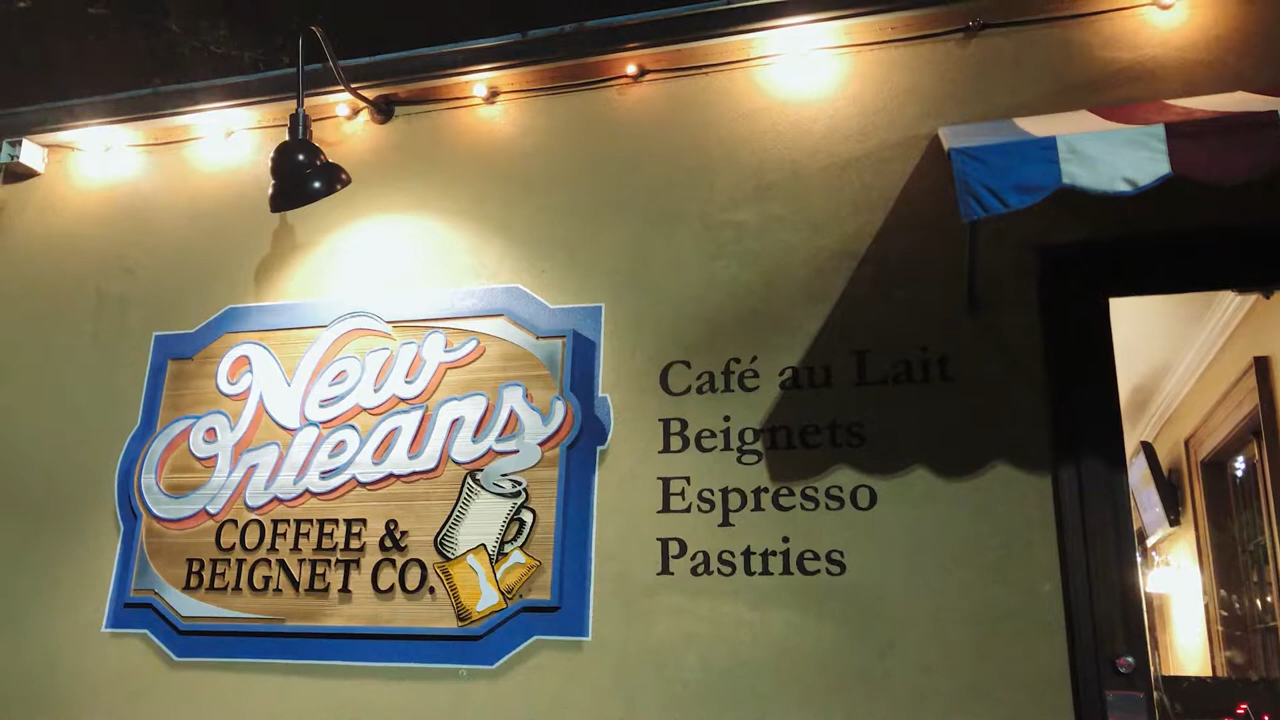 New
Orleans
COFFEE &
BEIGNET CO.
Café au Lait
Beignets
Espresso
Pastries